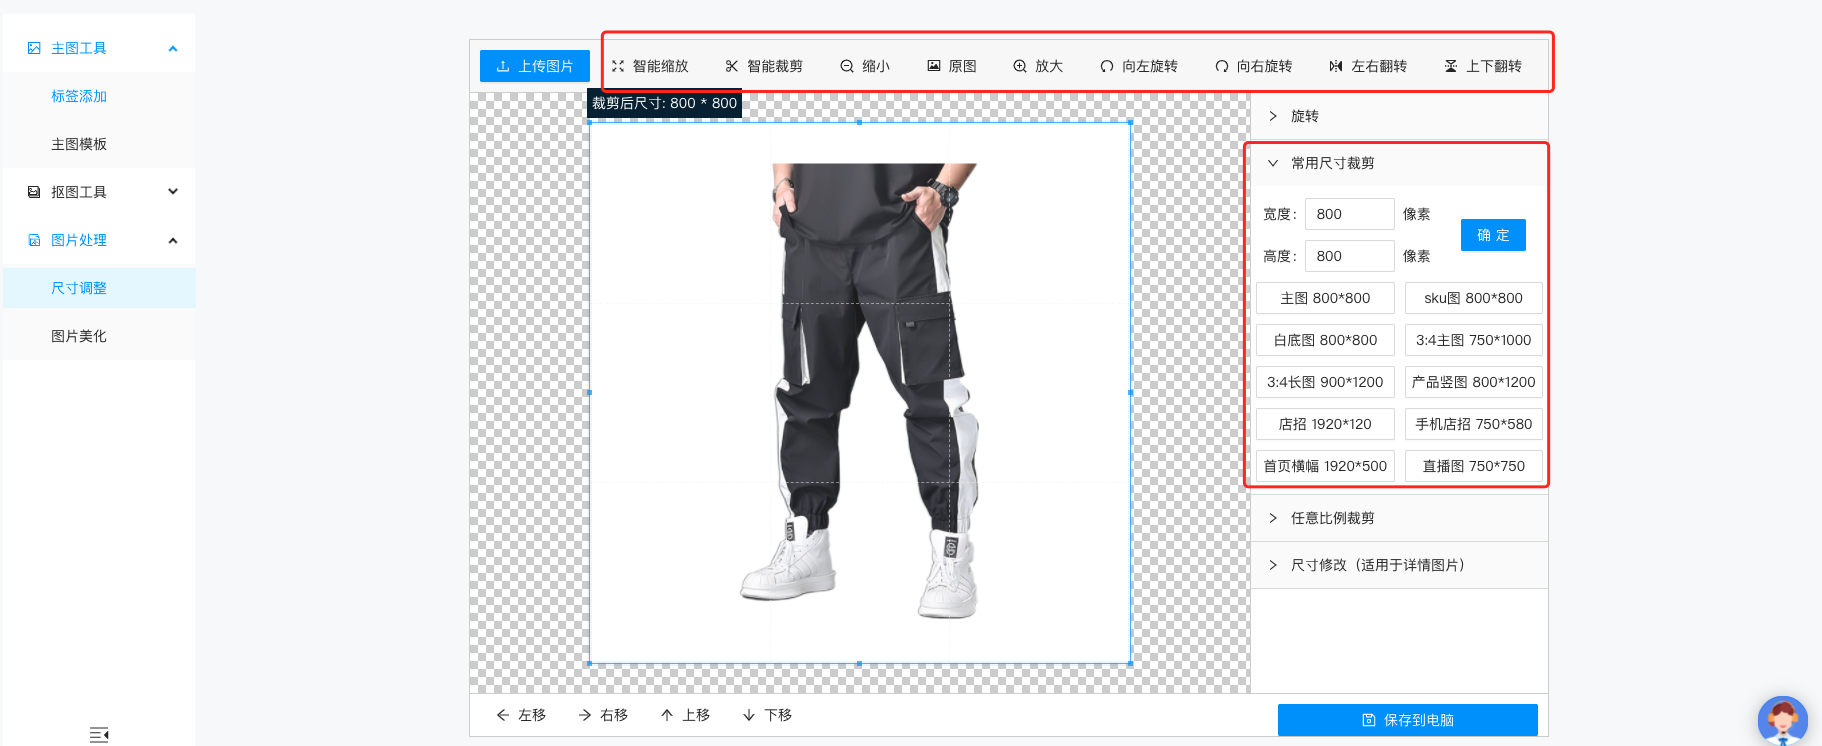 主图工具
标签添加
主图模板
抠图工具
图片处理
尺寸调整
图片美化
上传图片
智能缩放
智能裁剪
缩小
原图
放大
向左旋转
向右旋转
左右翻转
上下翻转
裁剪后尺寸: 800 * 800
旋转
常用尺寸裁剪
宽度: 800 像素
确 定
高度: 800 像素
主图 800*800
sku图 800*800
白底图 800*800
3:4主图 750*1000
3:4长图 900*1200
产品竖图 800*1200
店招 1920*120
手机店招 750*580
首页横幅 1920*500
直播图 750*750
任意比例裁剪
尺寸修改（适用于详情图片）
左移
右移
上移
下移
保存到电脑